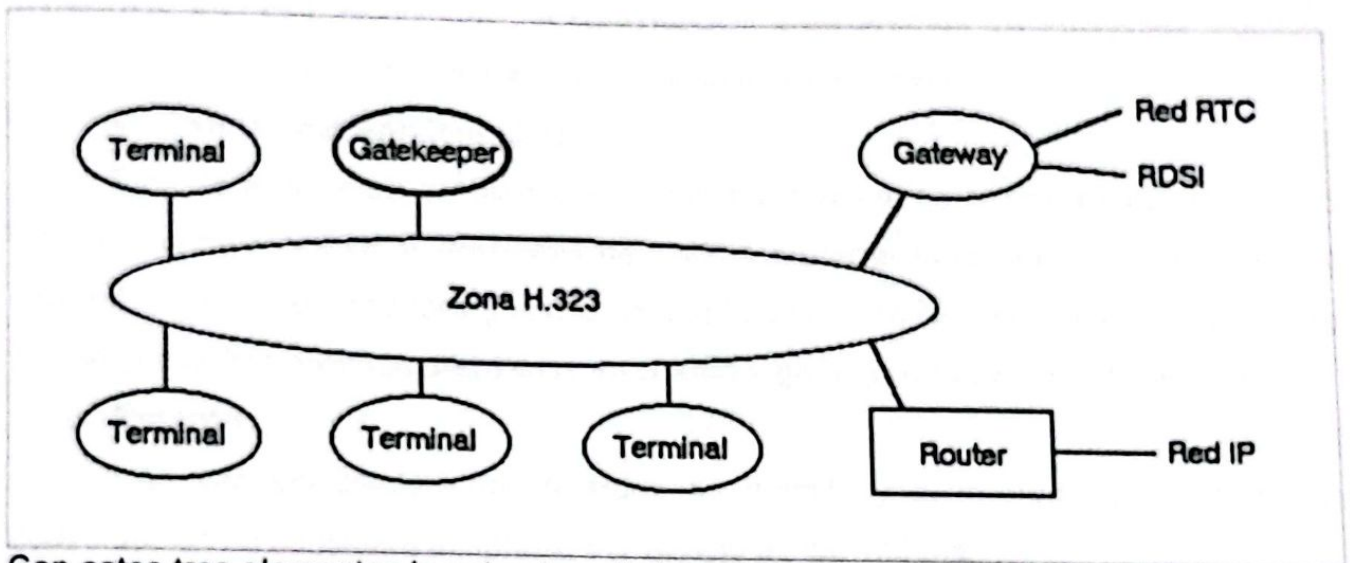 Terminal
Gatekeeper
Gateway
Red RTC
RDSI
Zona H.323
Terminal
Terminal
Terminal
Router
Red IP